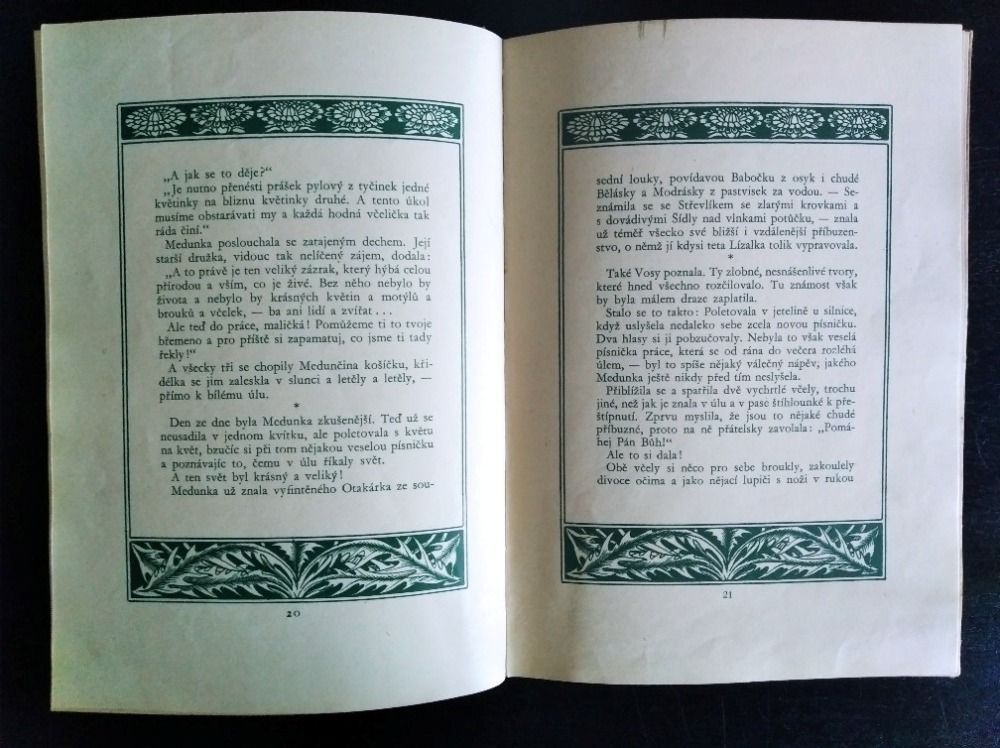 „A jak se to děje?“
„Je nutno přenésti prášek pylový z tyčinek jedné
květinky na bliznu květinky druhé. A tento úkol
musíme obstarávati my a každá hodná včelička tak
ráda činí.“
Medunka poslouchala se zatajeným dechem. Její
starší družka, vidouc tak nelíčený zájem, dodala:
„A to právě je ten veliký zázrak, který hýbá celou
přírodou a vším, co je živé. Bez něho nebylo by
života a nebylo by krásných květin a motýlů a
brouků a včelek, — ba ani lidí a zvířat...
Ale teď do práce, maličká! Pomůžeme ti to tvoje
břemeno a pro příště si zapamatuj, co jsme ti tady
řekly!“
A všecky tři se chopily Medunčina košíčku, kří-
délka se jim zaleskla v slunci a letěly a letěly, —
přímo k bílému úlu.
*
Den ze dne byla Medunka zkušenější. Teď už se
neusadila v jednom kvítku, ale poletovala s květu
na květ, bzučíc si při tom nějakou veselou písničku
a poznávajíc to, čemu v úlu říkaly svět.
A ten svět byl krásný a veliký!
Medunka už znala vyfintěného Otakárka ze sou-
20
sední louky, povídavou Babočku z osyk i chudé
Bělásky a Modrásky z pastvisek za vodou. — Se-
známila se se Střevlíkem se zlatými krovkami a
s dovádivými Šídly nad vlnkami potůčku, — znala
už téměř všecko své bližší i vzdálenější příbuzen-
stvo, o němž jí kdysi teta Lízalka tolik vypravovala.
*
Také Vosy poznala. Ty zlobné, nesnášenlivé tvory,
které hned všechno rozčílovalo. Tu známost však
by byla málem draze zaplatila.
Stalo se to takto: Poletovala v jetelině u silnice,
když uslyšela nedaleko sebe zcela novou písničku.
Dva hlasy si ji pobzučovaly. Nebyla to však veselá
písnička práce, která se od rána do večera rozléhá
úlem, — byl to spíše nějaký válečný nápěv, jakého
Medunka ještě nikdy před tím neslyšela.
Přiblížila se a spatřila dvě vychrtlé včely, trochu
jiné, než jak je znala v úlu a v pase štíhlounké k pře-
štípnutí. Zprvu myslila, že jsou to nějaké chudé
příbuzné, proto na ně přátelsky zavolala: „Pomá-
hej Pán Bůh!“
Ale to si dala!
Obě včely si něco pro sebe broukly, zakoulely
divoce očima a jako nějací lupiči s noži v rukou
21